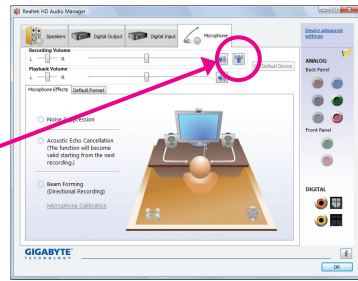 Realtek HD Audio Manager
Speakers
Digital Output
Digital Input
Microphone
Device advanced
settings
Recording Volume
L
R
Default Device
Playback Volume
L
R
ANALOG
Back Panel
Microphone Effects
Default Format
Noise Suppression
Acoustic Echo Cancellation
(The function will become
valid starting from the next
recording.)
Front Panel
Beam Forming
(Directional Recording)
Microphone Calibration
DIGITAL
GIGABYTE
TECHNOLOGY
i
OK